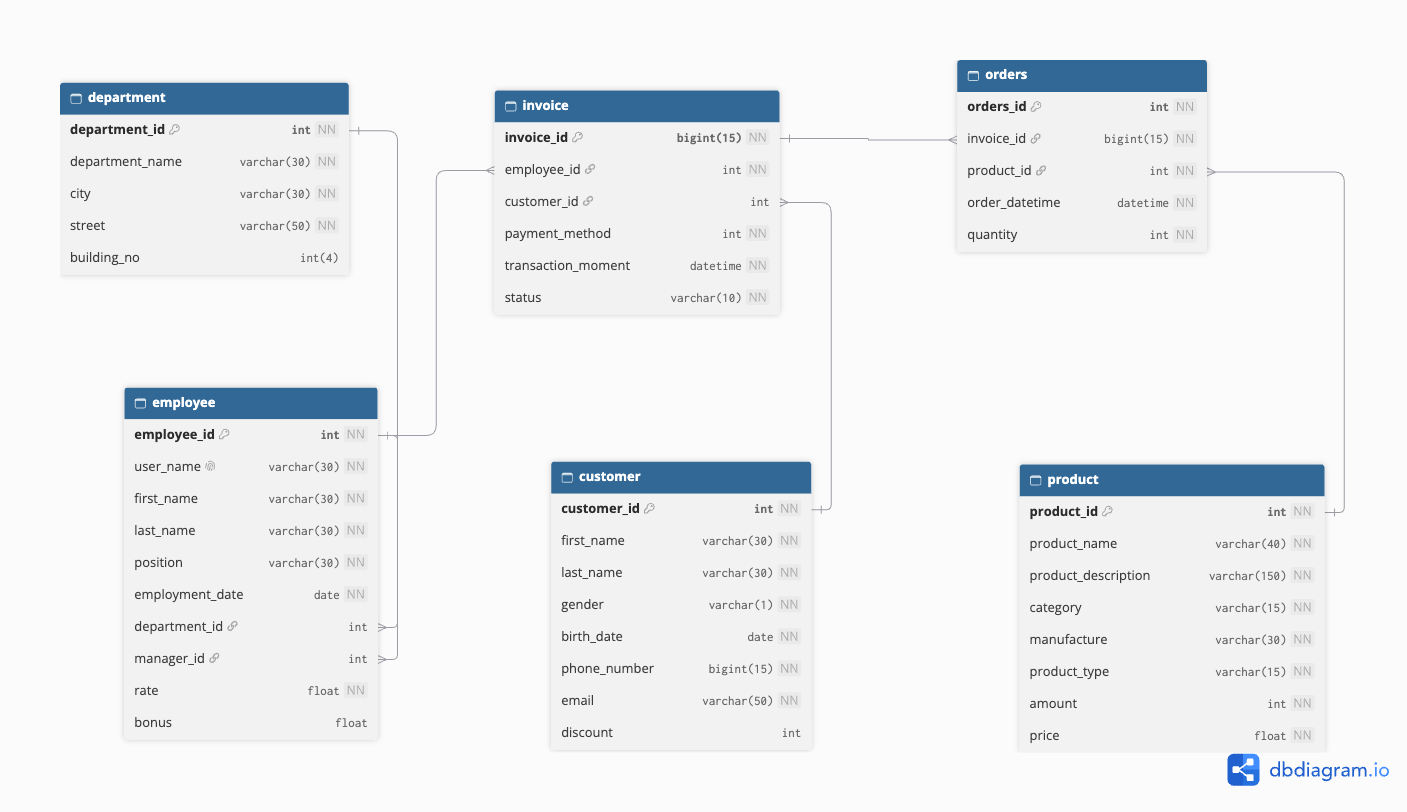 department
department_id int NN
department_name varchar(30) NN
city varchar(30) NN
street varchar(50) NN
building_no int(4)
invoice
invoice_id bigint(15) NN
employee_id int NN
customer_id int
payment_method int NN
transaction_moment datetime NN
status varchar(10) NN
orders
orders_id int NN
invoice_id bigint(15) NN
product_id int NN
order_datetime datetime NN
quantity int NN
employee
employee_id int NN
user_name varchar(30) NN
first_name varchar(30) NN
last_name varchar(30) NN
position varchar(30) NN
employment_date date NN
department_id int
manager_id int
rate float NN
bonus float
customer
customer_id int NN
first_name varchar(30) NN
last_name varchar(30) NN
gender varchar(1) NN
birth_date date NN
phone_number bigint(15) NN
email varchar(50) NN
discount int
product
product_id int NN
product_name varchar(40) NN
product_description varchar(150) NN
category varchar(15) NN
manufacture varchar(30) NN
product_type varchar(15) NN
amount int NN
price float NN
dbdiagram.io